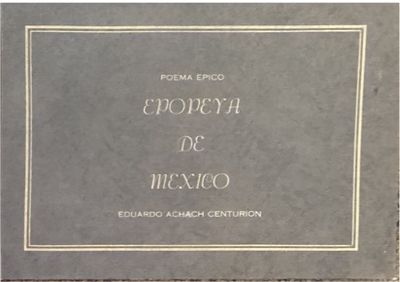 POEMA EPICO
EPOPEYA
DE
MEXICO
EDUARDO ACHACH CENTURION